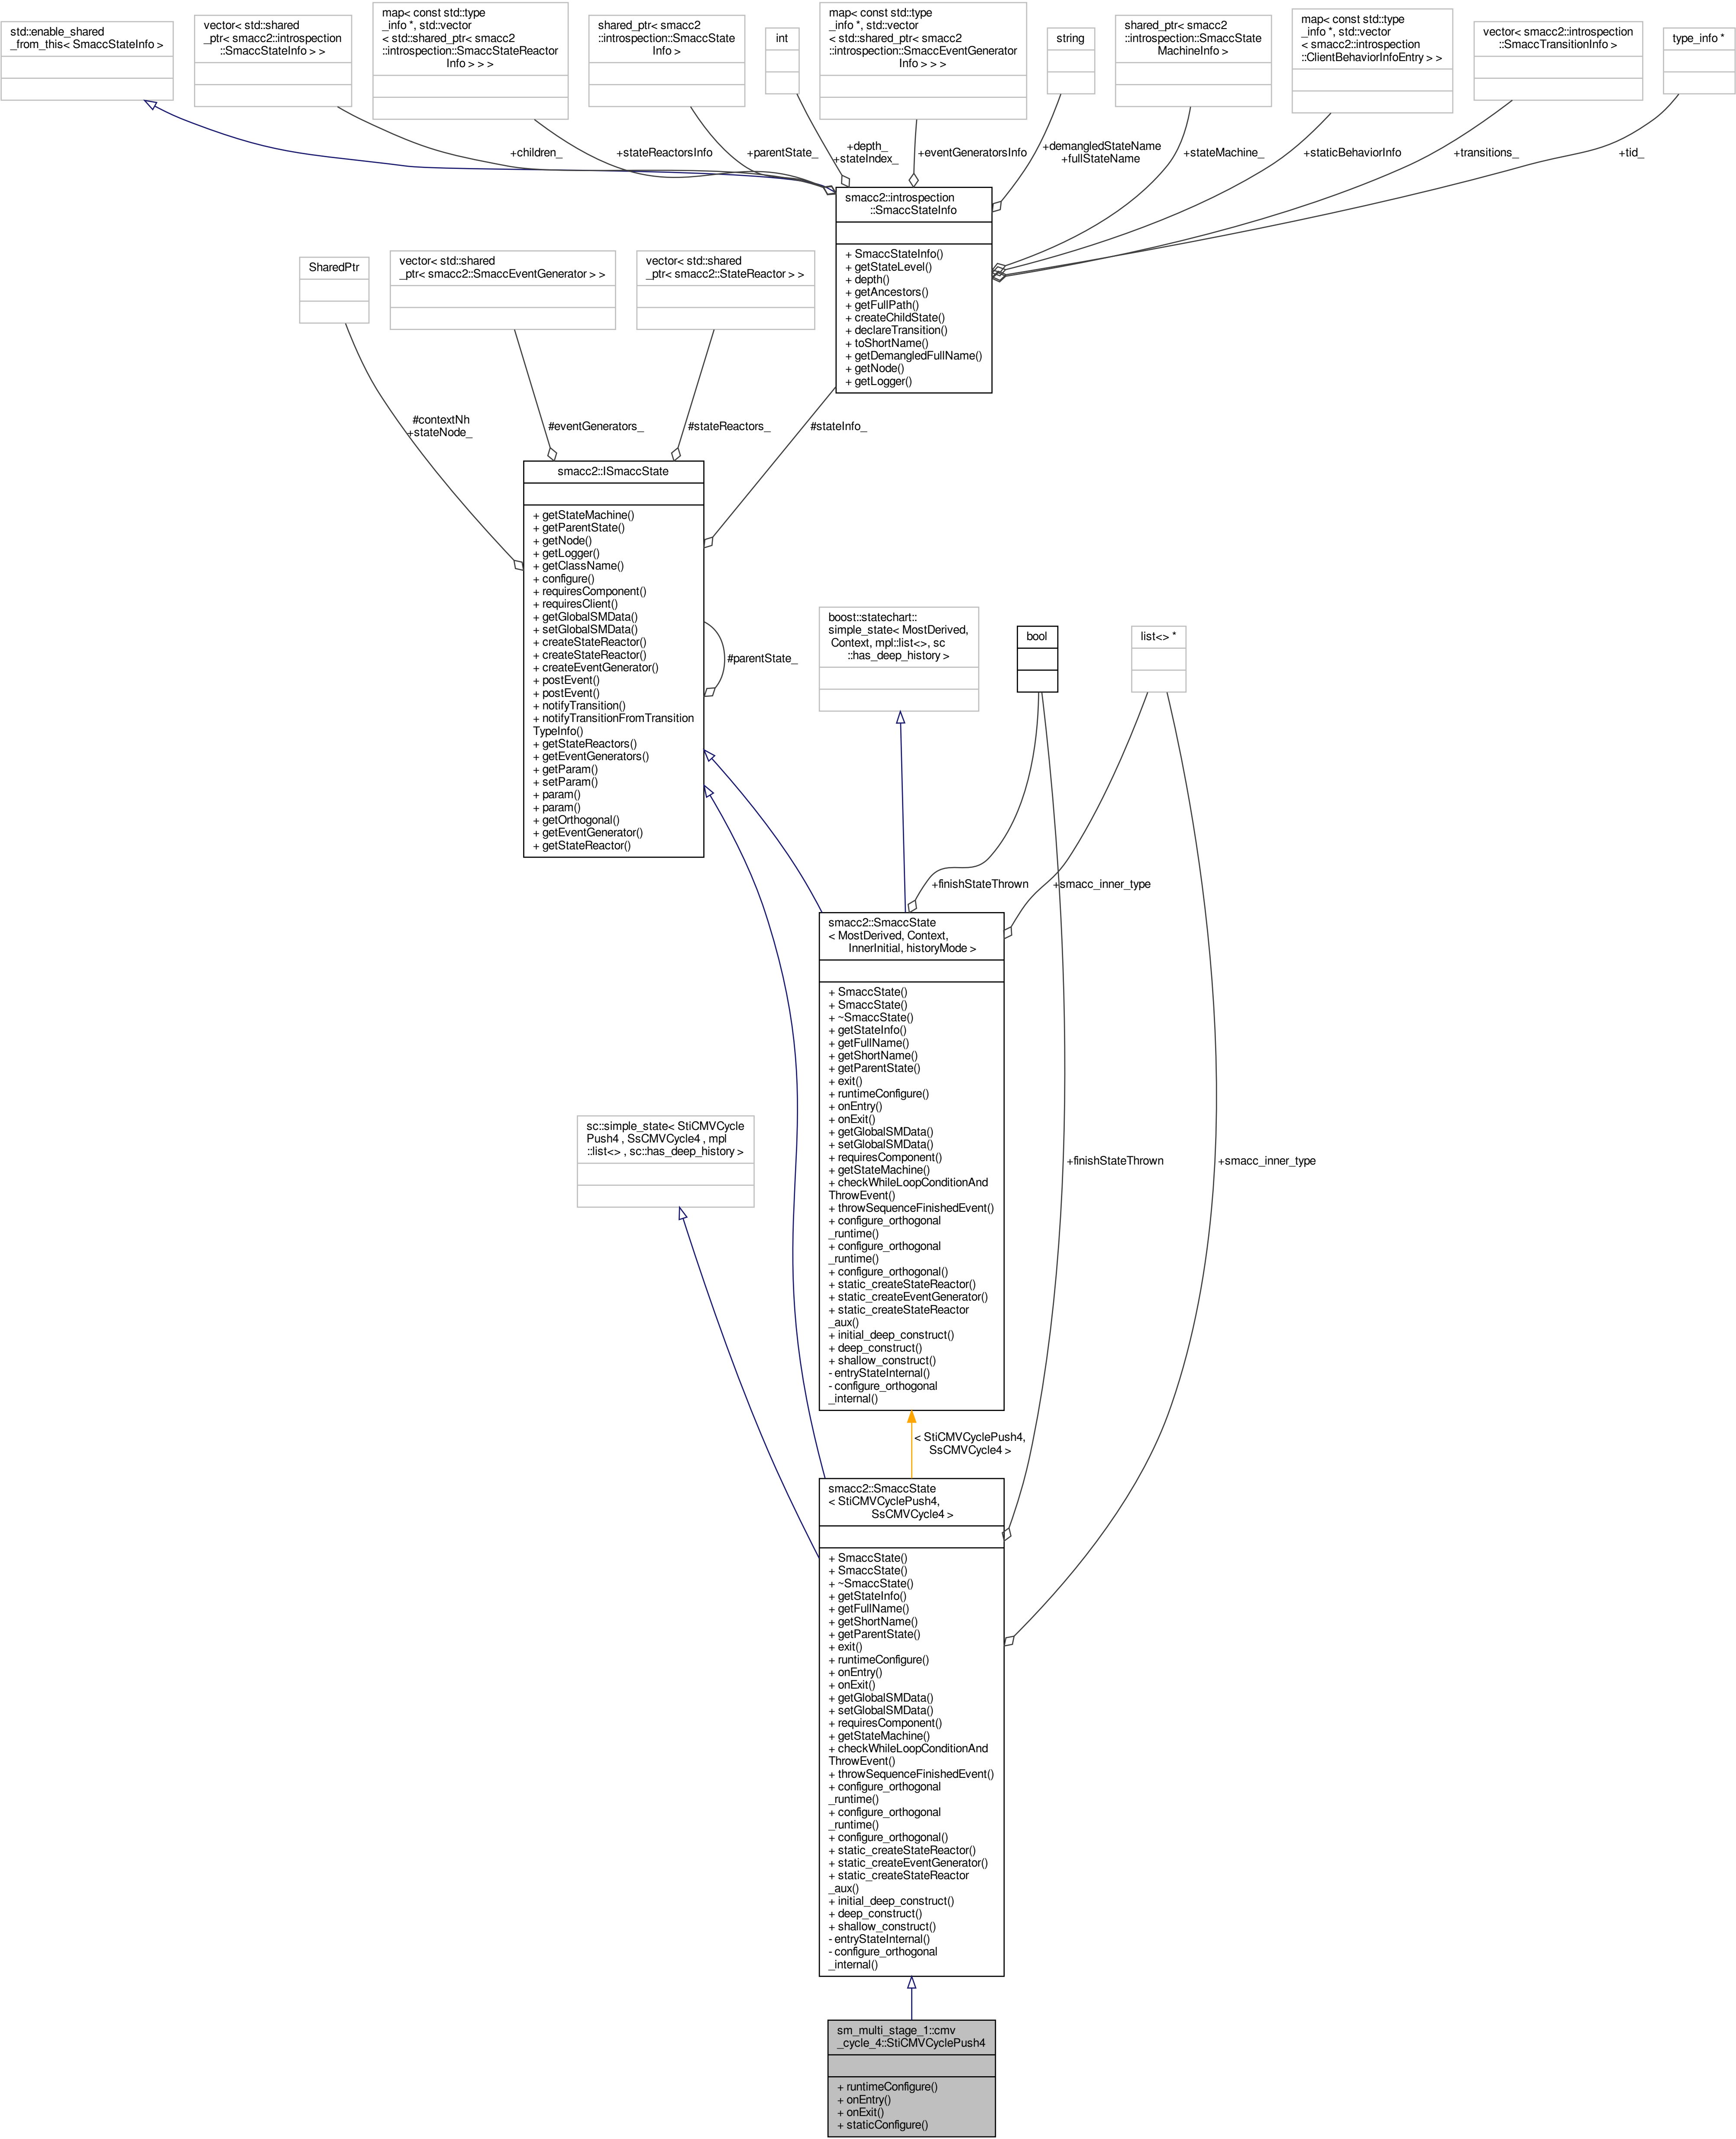 std::enable_shared
_from_this< SmaccStateInfo >
vector< std::shared
_ptr< smacc2::introspection
::SmaccStateInfo > >
map< const std::type
_info *, std::vector
< std::shared_ptr< smacc2
::introspection::SmaccStateReactor
Info > > >
shared_ptr< smacc2
::introspection::SmaccState
Info >
int
map< const std::type
_info *, std::vector
< std::shared_ptr< smacc2
::introspection::SmaccEventGenerator
Info > > >
string
shared_ptr< smacc2
::introspection::SmaccState
MachineInfo >
map< const std::type
_info *, std::vector
< smacc2::introspection
::ClientBehaviorInfoEntry > >
vector< smacc2::introspection
::SmaccTransitionInfo >
type_info *
+children_
+stateReactorsInfo
+parentState_
+depth_
+stateIndex_
+eventGeneratorsInfo
+demangledStateName
+fullStateName
+stateMachine_
+staticBehaviorInfo
+transitions_
+tid_
smacc2::introspection
::SmaccStateInfo
+ SmaccStateInfo()
+ getStateLevel()
+ depth()
+ getAncestors()
+ getFullPath()
+ createChildState()
+ declareTransition()
+ toShortName()
+ getDemangledFullName()
+ getNode()
+ getLogger()
SharedPtr
vector< std::shared
_ptr< smacc2::SmaccEventGenerator > >
vector< std::shared
_ptr< smacc2::StateReactor > >
#contextNh
+stateNode_
#eventGenerators_
#stateReactors_
#stateInfo_
smacc2::ISmaccState
+ getStateMachine()
+ getParentState()
+ getNode()
+ getLogger()
+ getClassName()
+ configure()
+ requiresComponent()
+ requiresClient()
+ getGlobalSMData()
+ setGlobalSMData()
+ createStateReactor()
+ createStateReactor()
+ createEventGenerator()
+ postEvent()
+ postEvent()
+ notifyTransition()
+ notifyTransitionFromTransition
TypeInfo()
+ getStateReactors()
+ getEventGenerators()
+ getParam()
+ setParam()
+ param()
+ param()
+ getOrthogonal()
+ getEventGenerator()
+ getStateReactor()
#parentState_
boost::statechart::
simple_state< MostDerived,
Context, mpl::list<>, sc
::has_deep_history >
bool
list<> *
+finishStateThrown
+smacc_inner_type
smacc2::SmaccState
< MostDerived, Context,
InnerInitial, historyMode >
+ SmaccState()
+ SmaccState()
+ ~SmaccState()
+ getStateInfo()
+ getFullName()
+ getShortName()
+ getParentState()
+ exit()
+ runtimeConfigure()
+ onEntry()
+ onExit()
+ getGlobalSMData()
+ setGlobalSMData()
+ requiresComponent()
+ getStateMachine()
+ checkWhileLoopConditionAnd
ThrowEvent()
+ throwSequenceFinishedEvent()
+ configure_orthogonal
_runtime()
+ configure_orthogonal
_runtime()
+ configure_orthogonal()
+ static_createStateReactor()
+ static_createEventGenerator()
+ static_createStateReactor
_aux()
+ initial_deep_construct()
+ deep_construct()
+ shallow_construct()
- entryStateInternal()
- configure_orthogonal
_internal()
sc::simple_state< StiCMVCycle
Push4 , SsCMVCycle4 , mpl
::list<> , sc::has_deep_history >
+finishStateThrown
+smacc_inner_type
< StiCMVCyclePush4,
SsCMVCycle4 >
smacc2::SmaccState
< StiCMVCyclePush4,
SsCMVCycle4 >
+ SmaccState()
+ SmaccState()
+ ~SmaccState()
+ getStateInfo()
+ getFullName()
+ getShortName()
+ getParentState()
+ exit()
+ runtimeConfigure()
+ onEntry()
+ onExit()
+ getGlobalSMData()
+ setGlobalSMData()
+ requiresComponent()
+ getStateMachine()
+ checkWhileLoopConditionAnd
ThrowEvent()
+ throwSequenceFinishedEvent()
+ configure_orthogonal
_runtime()
+ configure_orthogonal
_runtime()
+ configure_orthogonal()
+ static_createStateReactor()
+ static_createEventGenerator()
+ static_createStateReactor
_aux()
+ initial_deep_construct()
+ deep_construct()
+ shallow_construct()
- entryStateInternal()
- configure_orthogonal
_internal()
sm_multi_stage_1::cmv
_cycle_4::StiCMVCyclePush4
+ runtimeConfigure()
+ onEntry()
+ onExit()
+ staticConfigure()